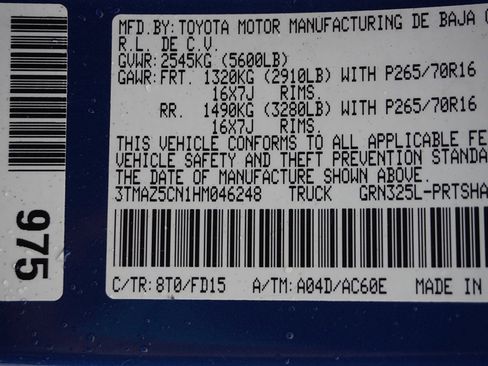 MFD.BY: TOYOTA MOTOR MANUFACTURING DE BAJA
R.L. DE C.V.
GVWR: 2545KG (5600LB)
GAWR: FRT. 1320KG (2910LB) WITH P265/70R16
16X7J RIMS.
RR. 1490KG (3280LB) WITH P265/70R16
16X7J RIMS.
THIS VEHICLE CONFORMS TO ALL APPLICABLE FE
VEHICLE SAFETY AND THEFT PREVENTION STANDA
THE DATE OF MANUFACTURE SHOWN ABOVE.
3TMAZ5CN1HM046248 TRUCK GRN325L-PRTSHA
C/TR: 8T0/FD15 A/TM: A04D/AC60E MADE IN
975